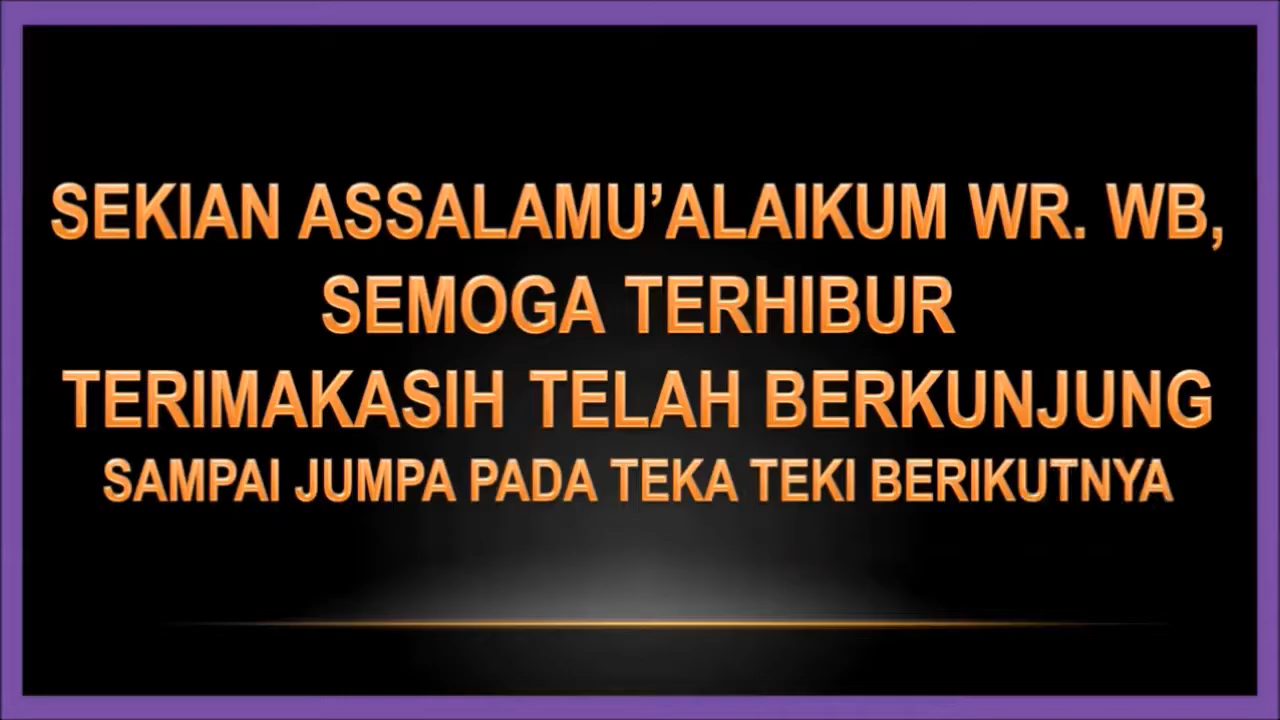 SEKIAN ASSALAMU’ALAIKUM WR. WB,
SEMOGA TERHIBUR
TERIMAKASIH TELAH BERKUNJUNG
SAMPAI JUMPA PADA TEKA TEKI BERIKUTNYA